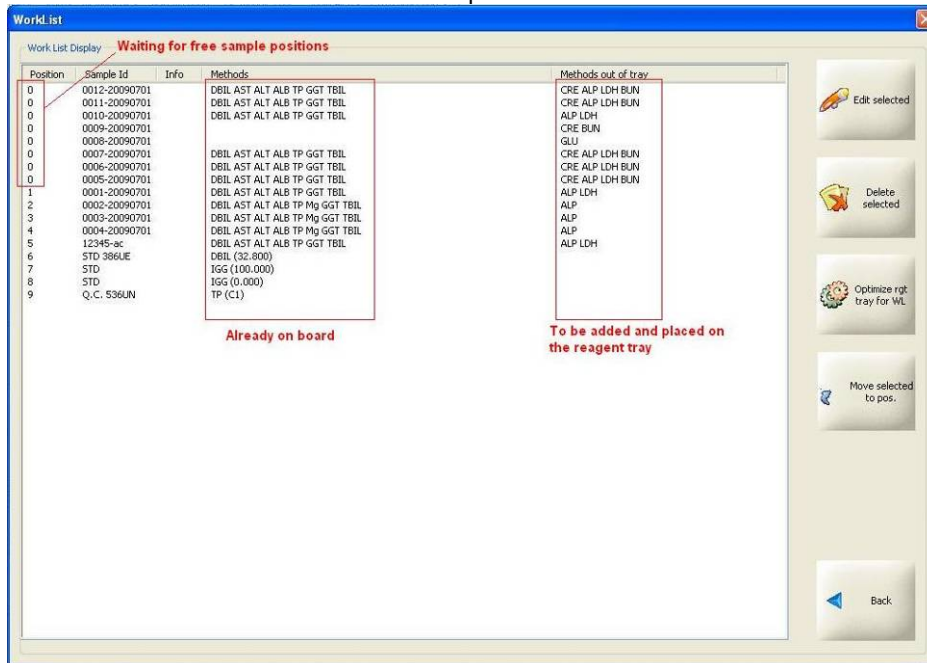 WorkList
Work List Display Waiting for free sample positions
Position Sample Id Info Methods Methods out of tray
0 0012-20090701 DBIL AST ALT ALB TP GGT TBIL CRE ALP LDH BUN
0 0011-20090701 DBIL AST ALT ALB TP GGT TBIL CRE ALP LDH BUN
0 0010-20090701 DBIL AST ALT ALB TP GGT TBIL ALP LDH
0 0009-20090701 CRE BUN
0 0008-20090701 GLU
0 0007-20090701 DBIL AST ALT ALB TP GGT TBIL CRE ALP LDH BUN
0 0006-20090701 DBIL AST ALT ALB TP GGT TBIL CRE ALP LDH BUN
0 0005-20090701 DBIL AST ALT ALB TP GGT TBIL CRE ALP LDH BUN
1 0001-20090701 DBIL AST ALT ALB TP GGT TBIL ALP LDH
2 0002-20090701 DBIL AST ALT ALB TP Mg GGT TBIL ALP
3 0003-20090701 DBIL AST ALT ALB TP Mg GGT TBIL ALP
4 0004-20090701 DBIL AST ALT ALB TP Mg GGT TBIL ALP
5 12345-ac DBIL AST ALT ALB TP GGT TBIL ALP LDH
6 STD 386UE DBIL (32.800)
7 STD IGG (100.000)
8 STD IGG (0.000)
9 Q.C. 536UN TP (C1)
Already on board
To be added and placed on
the reagent tray
Edit selected
Delete
selected
Optimize rgt
tray for WL
Move selected
to pos.
Back